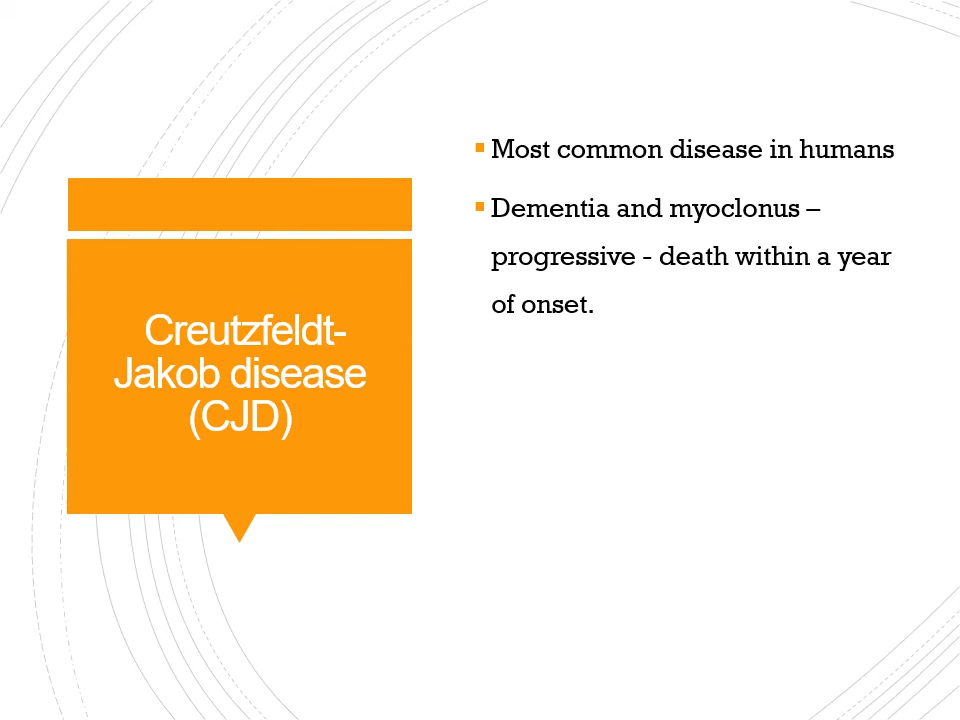 Creutzfeldt-
Jakob disease
(CJD)
▪ Most common disease in humans
▪ Dementia and myoclonus –
progressive - death within a year
of onset.